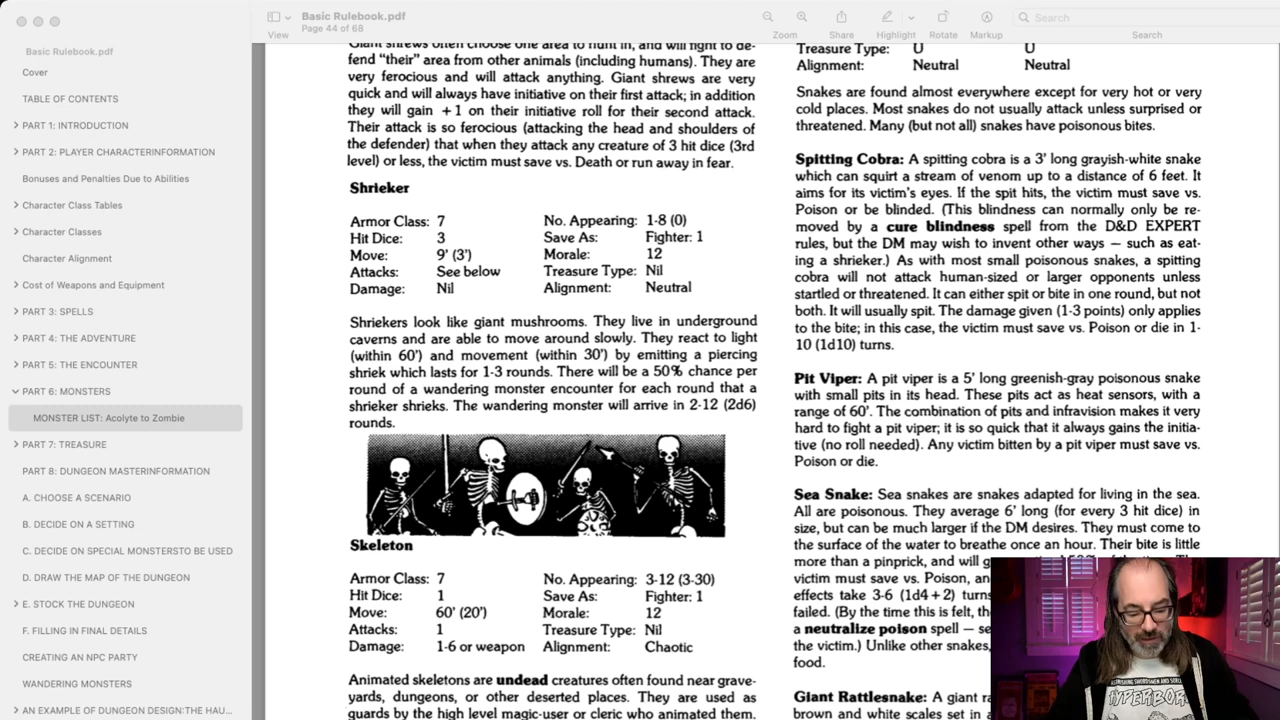 Basic Rulebook.pdf
Cover
TABLE OF CONTENTS
PART 1: INTRODUCTION
PART 2: PLAYER CHARACTERINFORMATION
Bonuses and Penalties Due to Abilities
Character Class Tables
Character Classes
Character Alignment
Cost of Weapons and Equipment
PART 3: SPELLS
PART 4: THE ADVENTURE
PART 5: THE ENCOUNTER
PART 6: MONSTERS
MONSTER LIST: Acolyte to Zombie
PART 7: TREASURE
PART 8: DUNGEON MASTERINFORMATION
A. CHOOSE A SCENARIO
B. DECIDE ON A SETTING
C. DECIDE ON SPECIAL MONSTERSTO BE USED
D. DRAW THE MAP OF THE DUNGEON
E. STOCK THE DUNGEON
F. FILLING IN FINAL DETAILS
CREATING AN NPC PARTY
WANDERING MONSTERS
AN EXAMPLE OF DUNGEON DESIGN:THE HAU...
View
Basic Rulebook.pdf
Page 44 of 68
Zoom
Share
Highlight
Rotate
Markup
Search
Search
Giant shrews often choose one area to hunt in, and will fight to de-
fend "their" area from other animals (including humans). They are
very ferocious and will attack anything. Giant shrews are very
quick and will always have initiative on their first attack; in addition
they will gain +1 on their initiative roll for their second attack.
Their attack is so ferocious (attacking the head and shoulders of
the defender) that when they attack any creature of 3 hit dice (3rd
level) or less, the victim must save vs. Death or run away in fear.
Shrieker
Armor Class: 7 No. Appearing: 1-8 (0)
Hit Dice: 3 Save As: Fighter: 1
Move: 9' (3') Morale: 12
Attacks: See below Treasure Type: Nil
Damage: Nil Alignment: Neutral
Shriekers look like giant mushrooms. They live in underground
caverns and are able to move around slowly. They react to light
(within 60') and movement (within 30') by emitting a piercing
shriek which lasts for 1-3 rounds. There will be a 50% chance per
round of a wandering monster encounter for each round that a
shrieker shrieks. The wandering monster will arrive in 2-12 (2d6)
rounds.
Skeleton
Armor Class: 7 No. Appearing: 3-12 (3-30)
Hit Dice: 1 Save As: Fighter: 1
Move: 60' (20') Morale: 12
Attacks: 1 Treasure Type: Nil
Damage: 1-6 or weapon Alignment: Chaotic
Animated skeletons are undead creatures often found near grave-
yards, dungeons, or other deserted places. They are used as
guards by the high level magic-user or cleric who animated them.
Treasure Type: U U
Alignment: Neutral Neutral
Snakes are found almost everywhere except for very hot or very
cold places. Most snakes do not usually attack unless surprised or
threatened. Many (but not all) snakes have poisonous bites.
Spitting Cobra: A spitting cobra is a 3' long grayish-white snake
which can squirt a stream of venom up to a distance of 6 feet. It
aims for its victim's eyes. If the spit hits, the victim must save vs.
Poison or be blinded. (This blindness can normally only be re-
moved by a cure blindness spell from the D&D EXPERT
rules, but the DM may wish to invent other ways — such as eat-
ing a shrieker.) As with most small poisonous snakes, a spitting
cobra will not attack human-sized or larger opponents unless
startled or threatened. It can either spit or bite in one round, but not
both. It will usually spit. The damage given (1-3 points) only applies
to the bite; in this case, the victim must save vs. Poison or die in 1-
10 (1d10) turns.
Pit Viper: A pit viper is a 5' long greenish-gray poisonous snake
with small pits in its head. These pits act as heat sensors, with a
range of 60'. The combination of pits and infravision makes it very
hard to fight a pit viper; it is so quick that it always gains the initia-
tive (no roll needed). Any victim bitten by a pit viper must save vs.
Poison or die.
Sea Snake: Sea snakes are snakes adapted for living in the sea.
All are poisonous. They average 6' long (for every 3 hit dice) in
size, but can be much larger if the DM desires. They must come to
the surface of the water to breathe once an hour. Their bite is little
more than a pinprick, and will
victim must save vs. Poison, an
effects take 3-6 (1d4+2) turns
failed. (By the time this is felt, th
a neutralize poison spell — se
the victim.) Unlike other snakes,
food.
Giant Rattlesnake: A giant ra
brown and white scales set in a
HYPERBOR